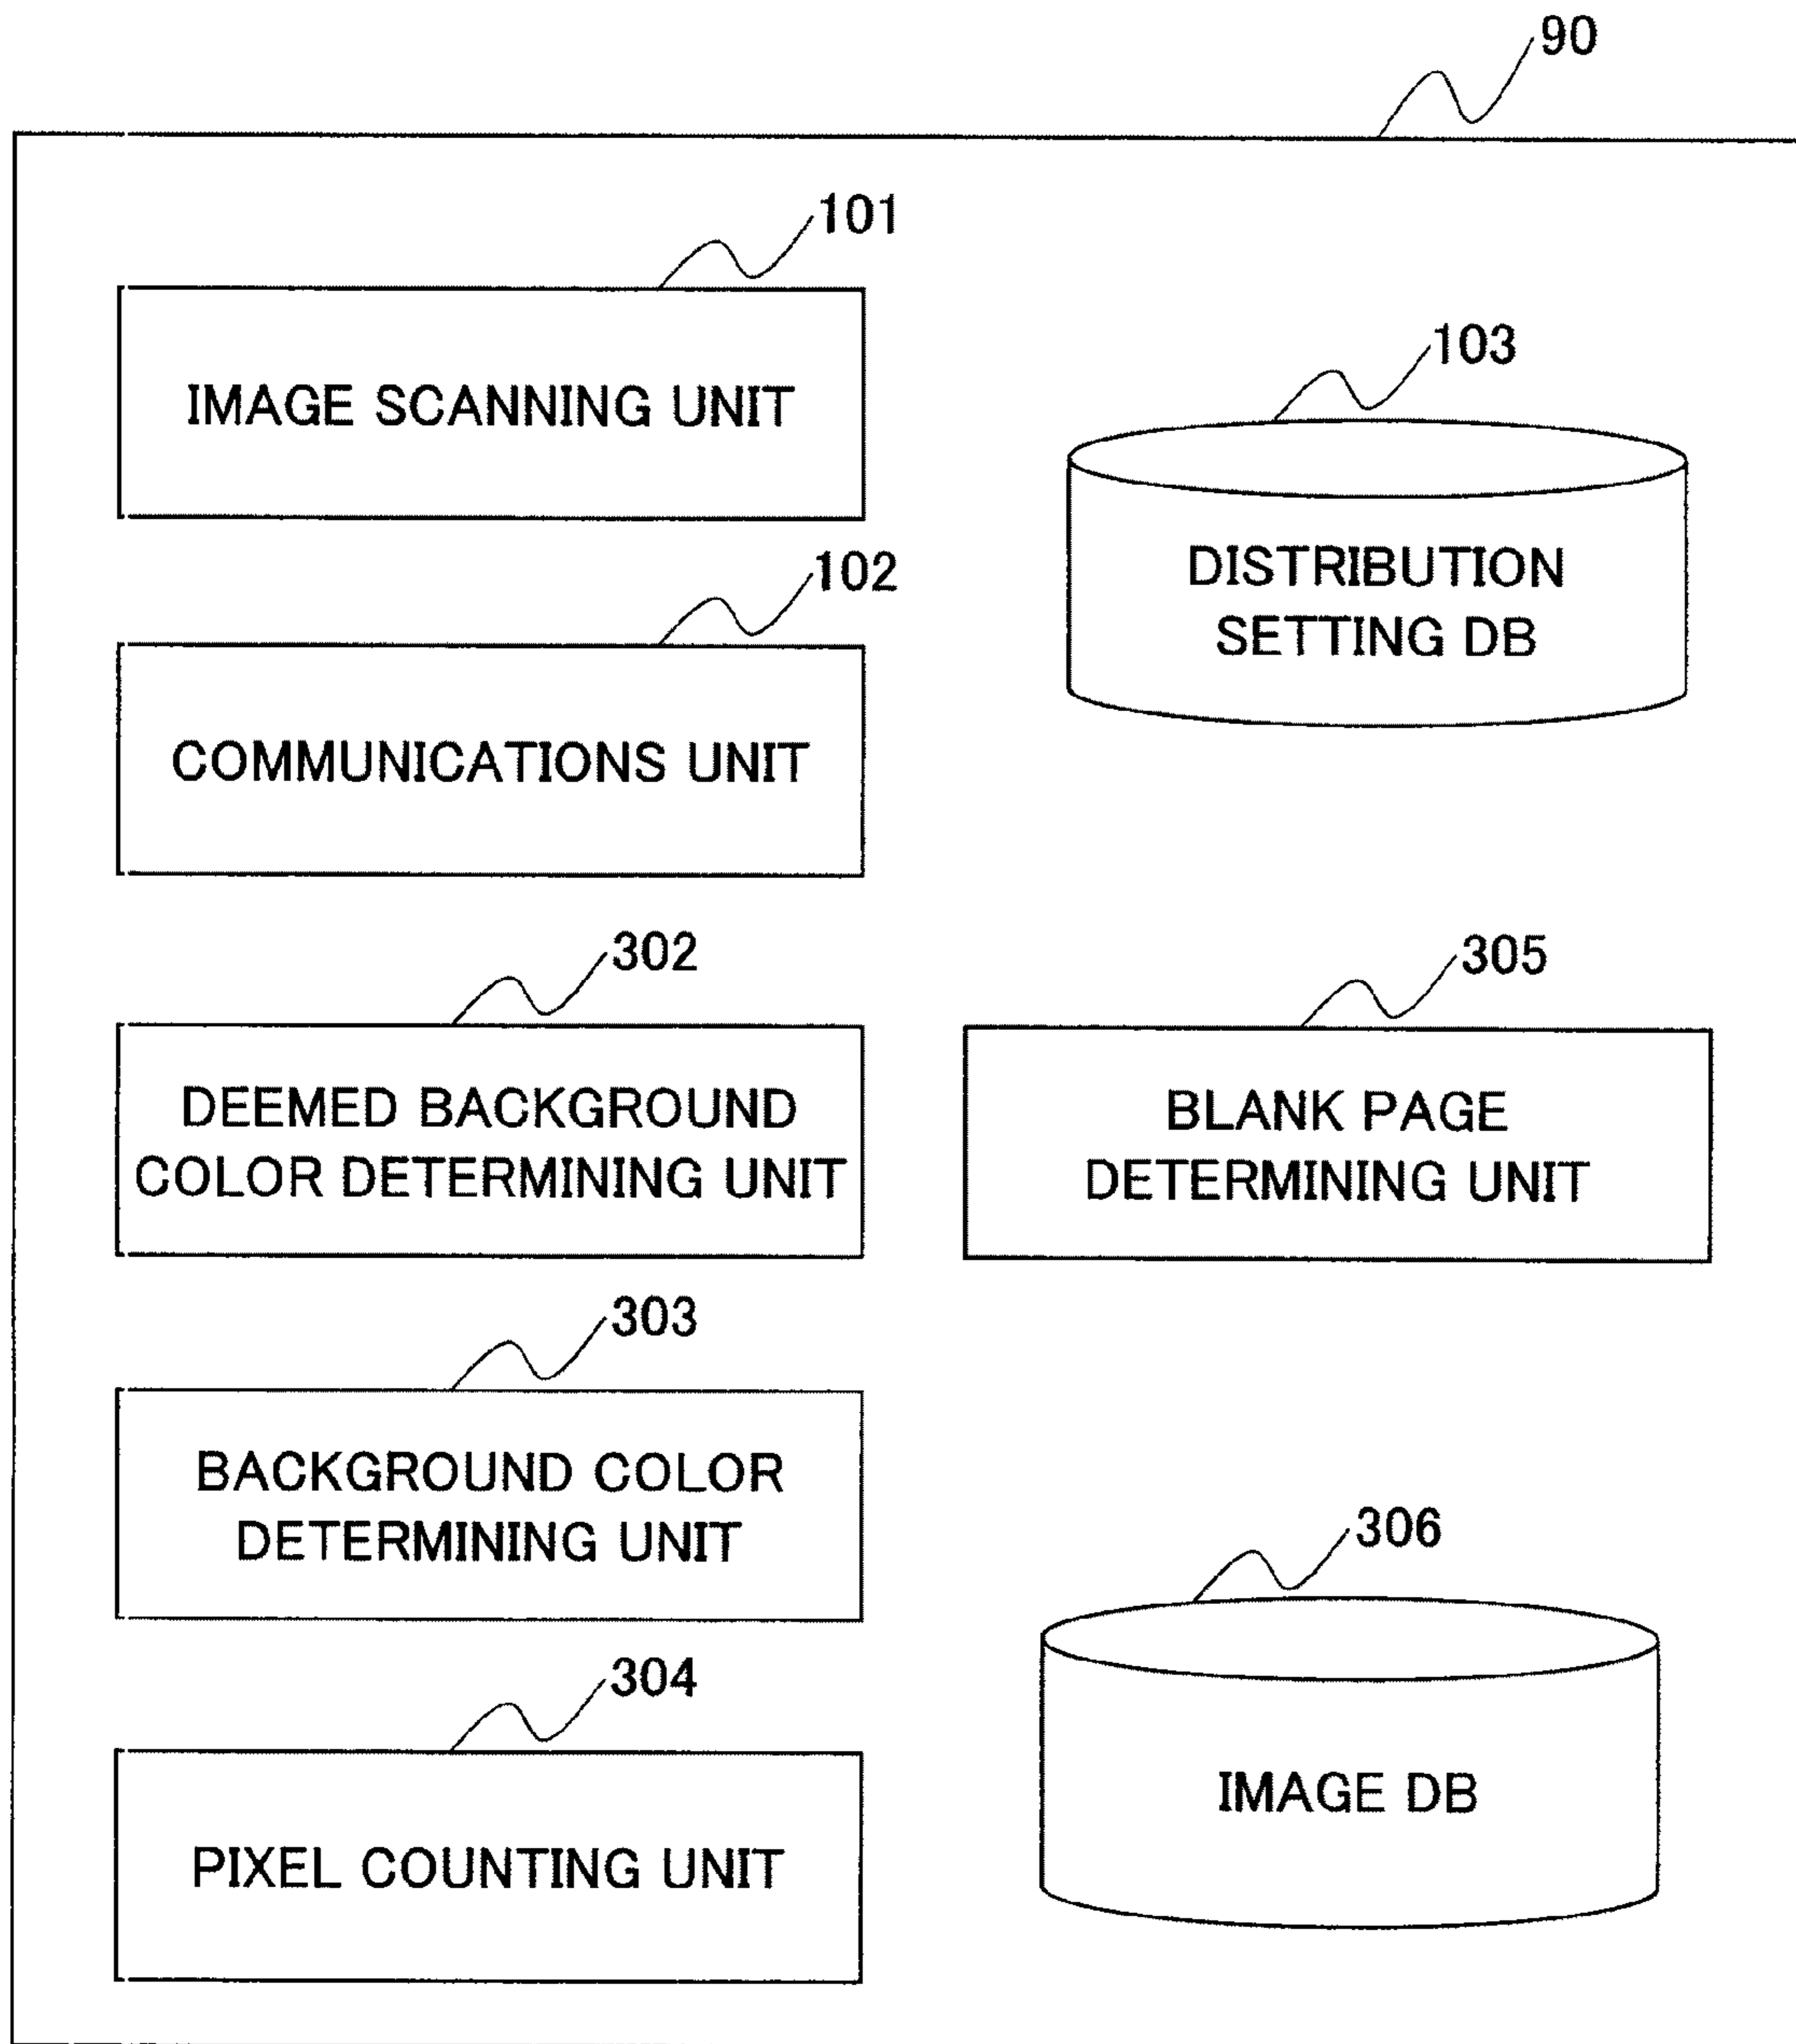 90
101
IMAGE SCANNING UNIT
103
DISTRIBUTION
SETTING DB
102
COMMUNICATIONS UNIT
302
DEEMED BACKGROUND
COLOR DETERMINING UNIT
305
BLANK PAGE
DETERMINING UNIT
303
BACKGROUND COLOR
DETERMINING UNIT
306
IMAGE DB
304
PIXEL COUNTING UNIT